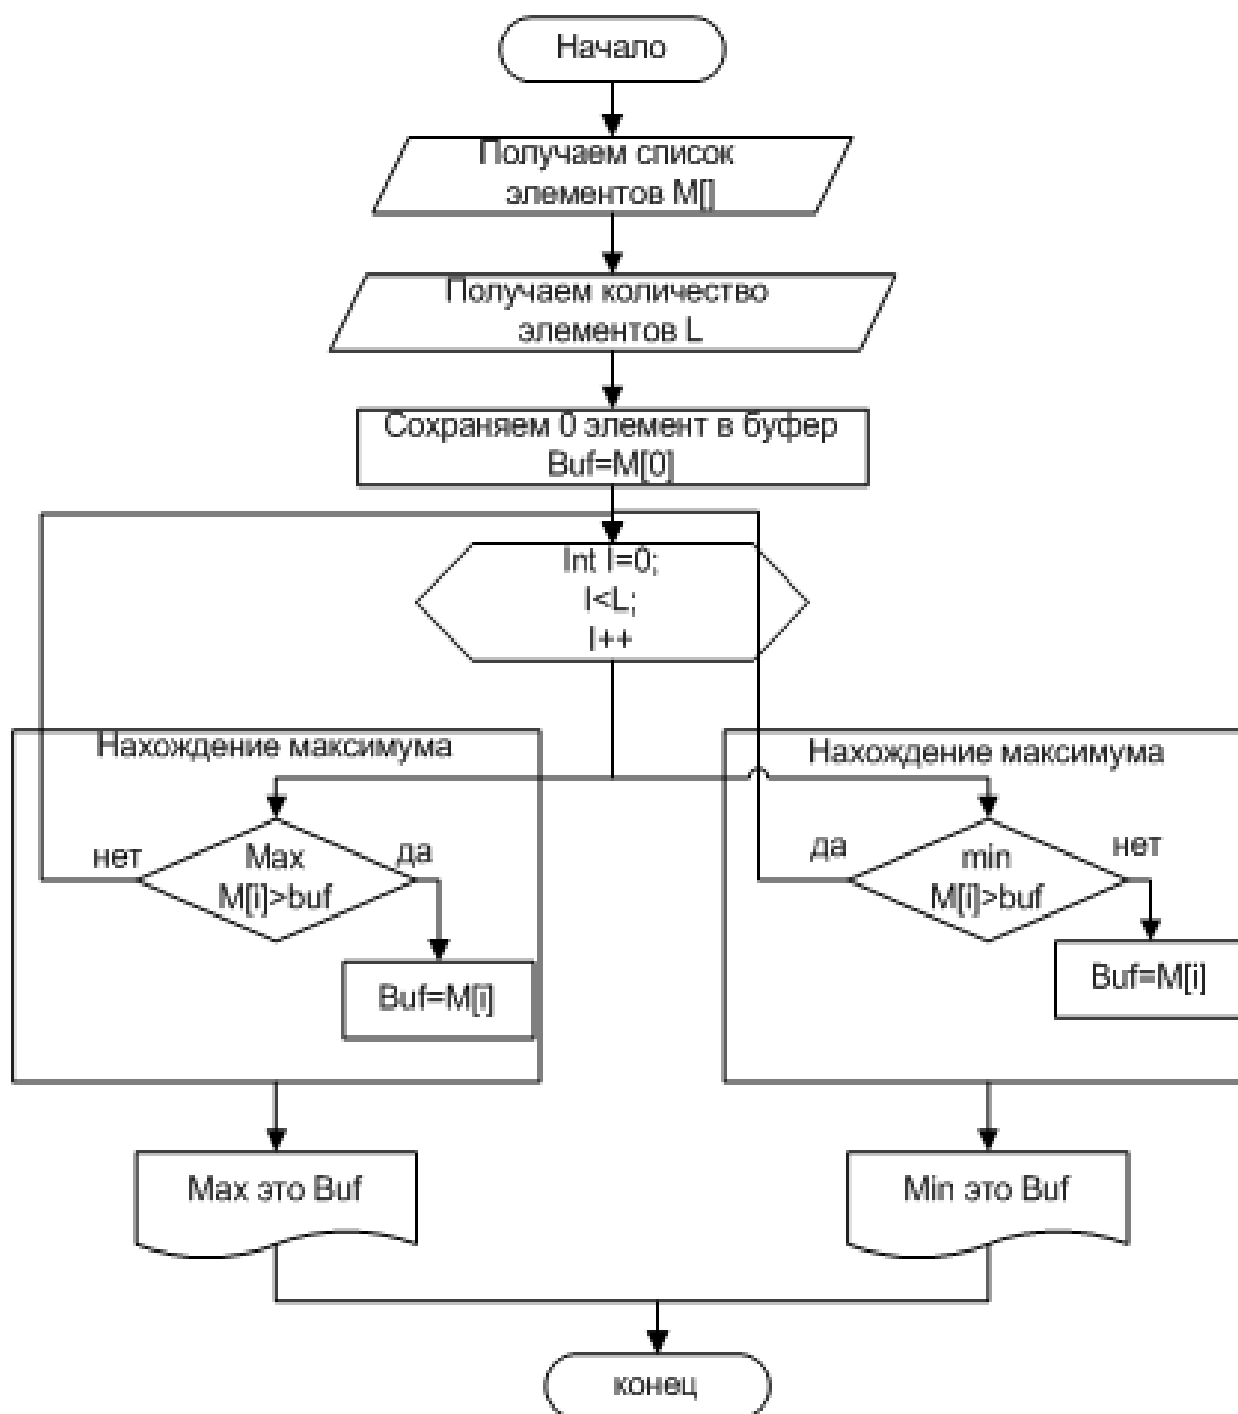 Начало
Получаем список
элементов M[]
Получаем количество
элементов L
Сохраняем 0 элемент в буфер
Buf=M[0]
Int I=0;
I<L;
I++
Нахождение максимума
нет
Max
M[i]>buf
да
Buf=M[i]
Нахождение максимума
да
min
M[i]>buf
нет
Buf=M[i]
Max это Buf
Min это Buf
конец